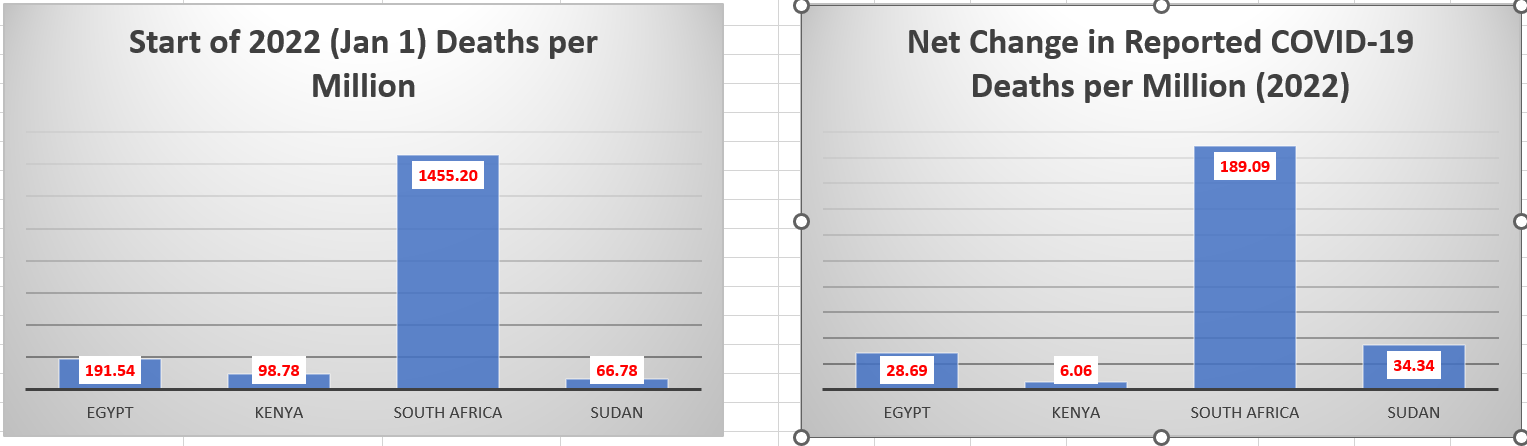 Start of 2022 (Jan 1) Deaths per
Million
1455.20
191.54
98.78
66.78
EGYPT
KENYA
SOUTH AFRICA
SUDAN
Net Change in Reported COVID-19
Deaths per Million (2022)
189.09
28.69
6.06
34.34
EGYPT
KENYA
SOUTH AFRICA
SUDAN